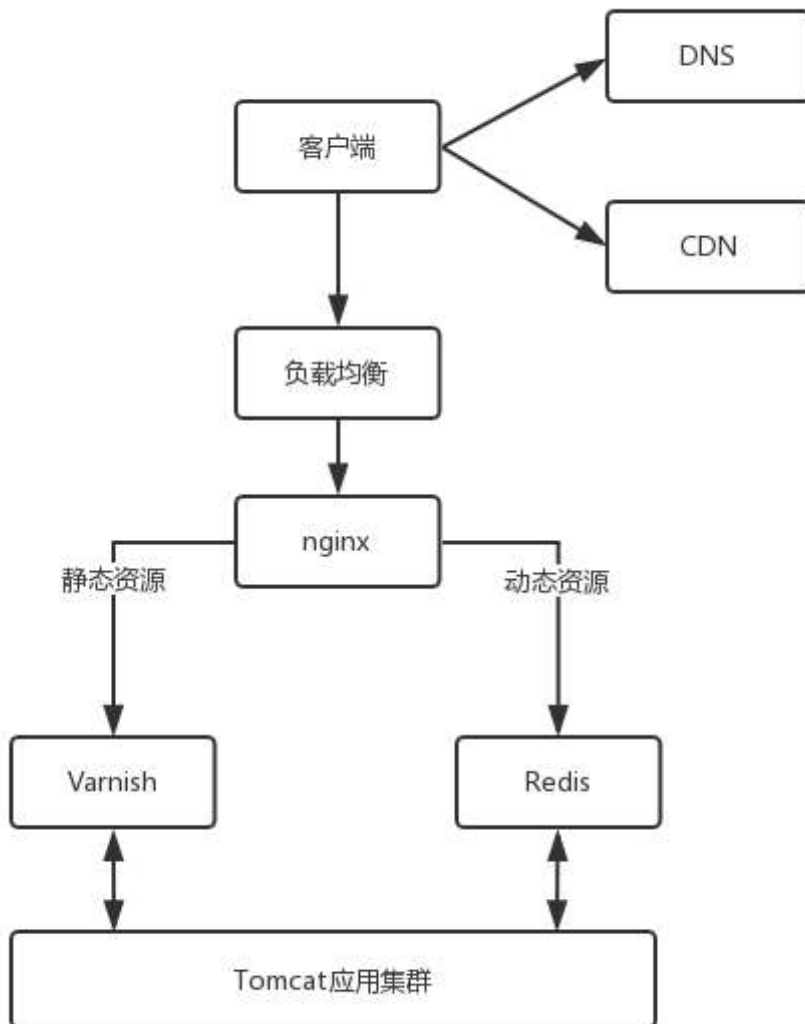 DNS
客户端
CDN
负载均衡
nginx
静态资源
动态资源
Varnish
Redis
Tomcat应用集群